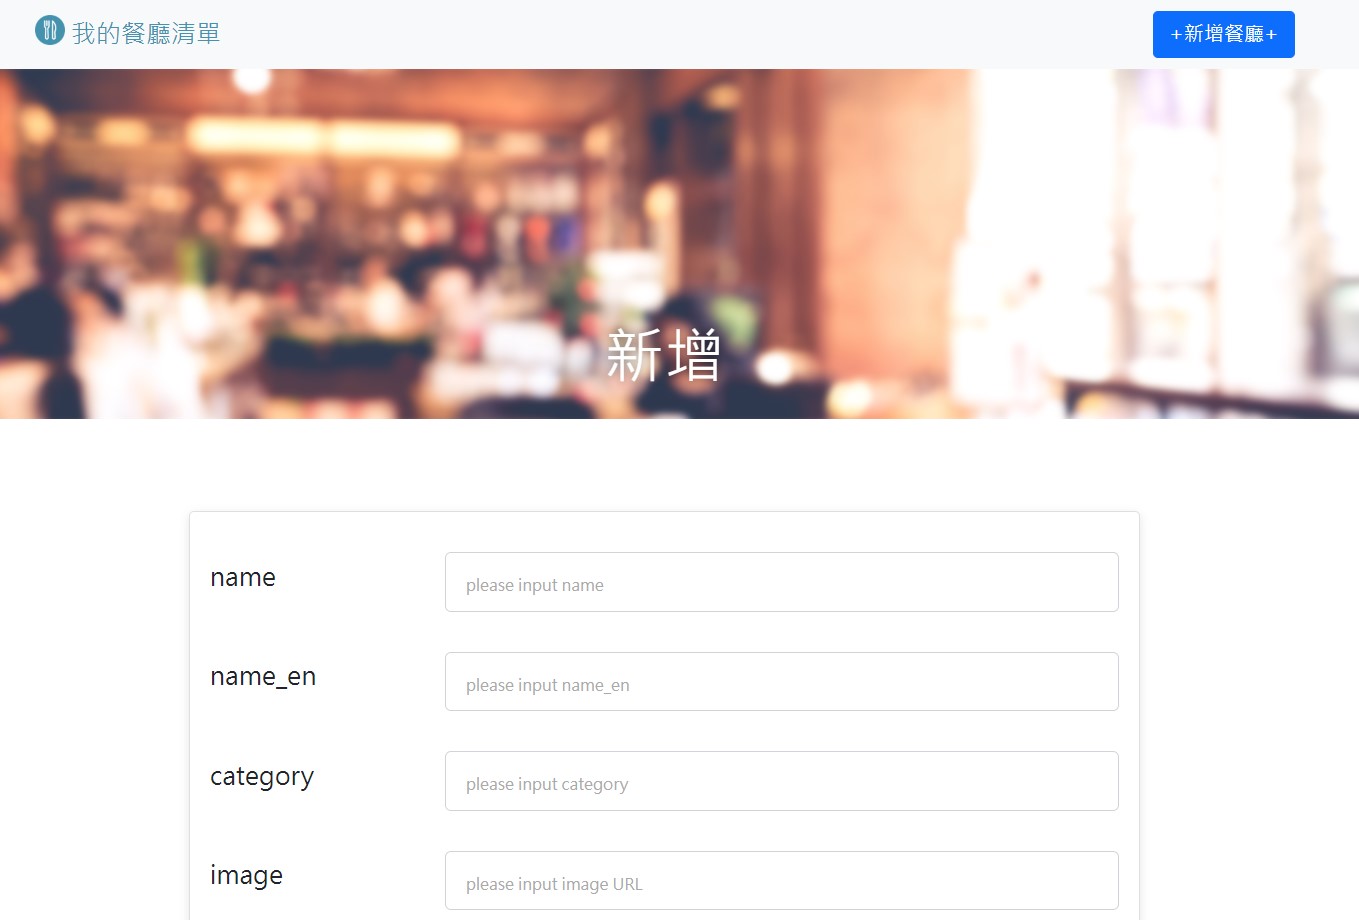 我的餐廳清單
+新增餐廳+
新增
name
please input name
name_en
please input name_en
category
please input category
image
please input image URL